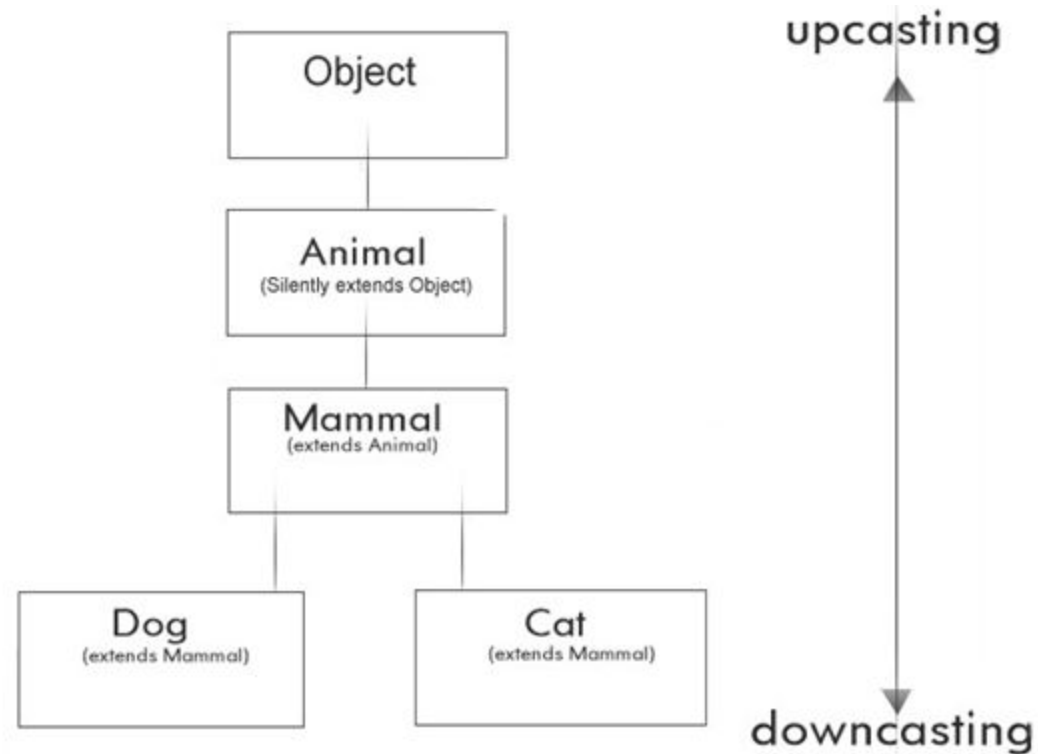 upcasting
Object
Animal
(Silently extends Object)
Mammal
(extends Animal)
Dog
(extends Mammal)
Cat
(extends Mammal)
downcasting